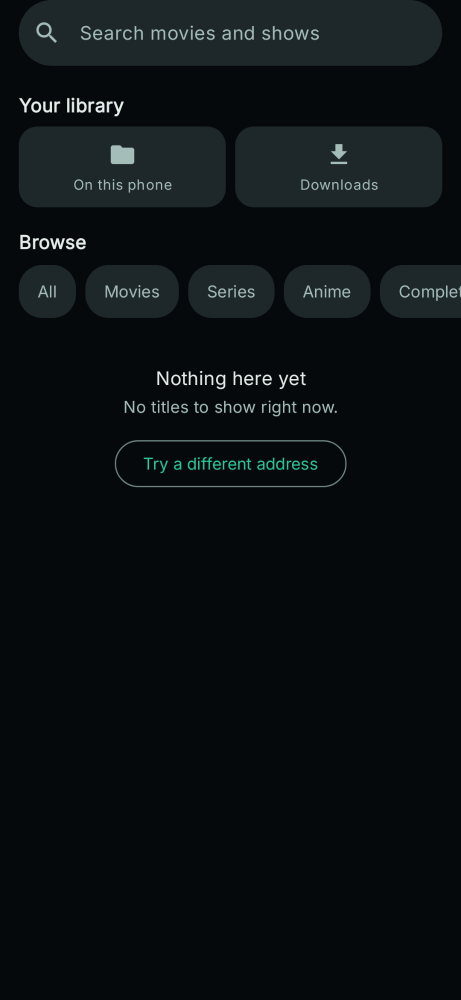 Search movies and shows
Your library
On this phone
Downloads
Browse
All
Movies
Series
Anime
Complet
Nothing here yet
No titles to show right now.
Try a different address